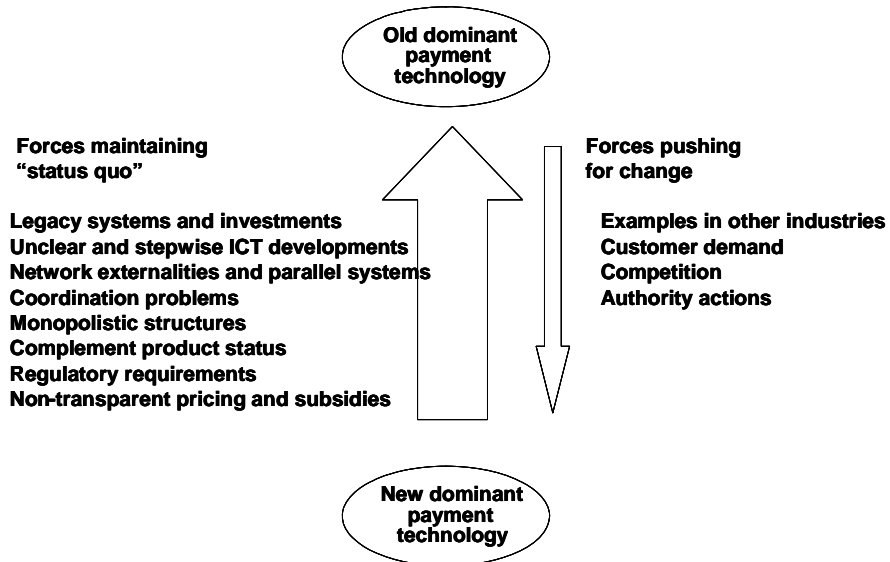 Old dominant
payment
technology
Forces maintaining
“status quo”
Legacy systems and investments
Unclear and stepwise ICT developments
Network externalities and parallel systems
Coordination problems
Monopolistic structures
Complement product status
Regulatory requirements
Non-transparent pricing and subsidies
Forces pushing
for change
Examples in other industries
Customer demand
Competition
Authority actions
New dominant
payment
technology